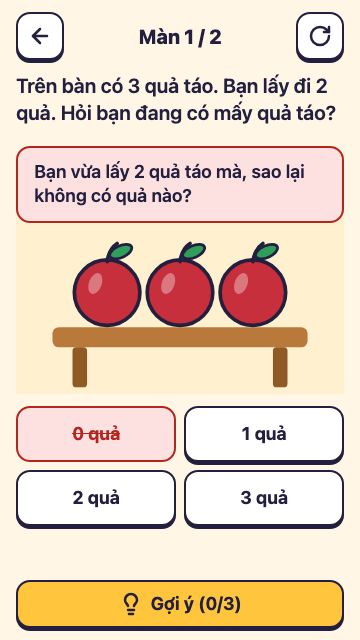 Màn 1 / 2
Trên bàn có 3 quả táo. Bạn lấy đi 2
quả. Hỏi bạn đang có mấy quả táo?
Bạn vừa lấy 2 quả táo mà, sao lại
không có quả nào?
0 quả
1 quả
2 quả
3 quả
Gợi ý (0/3)